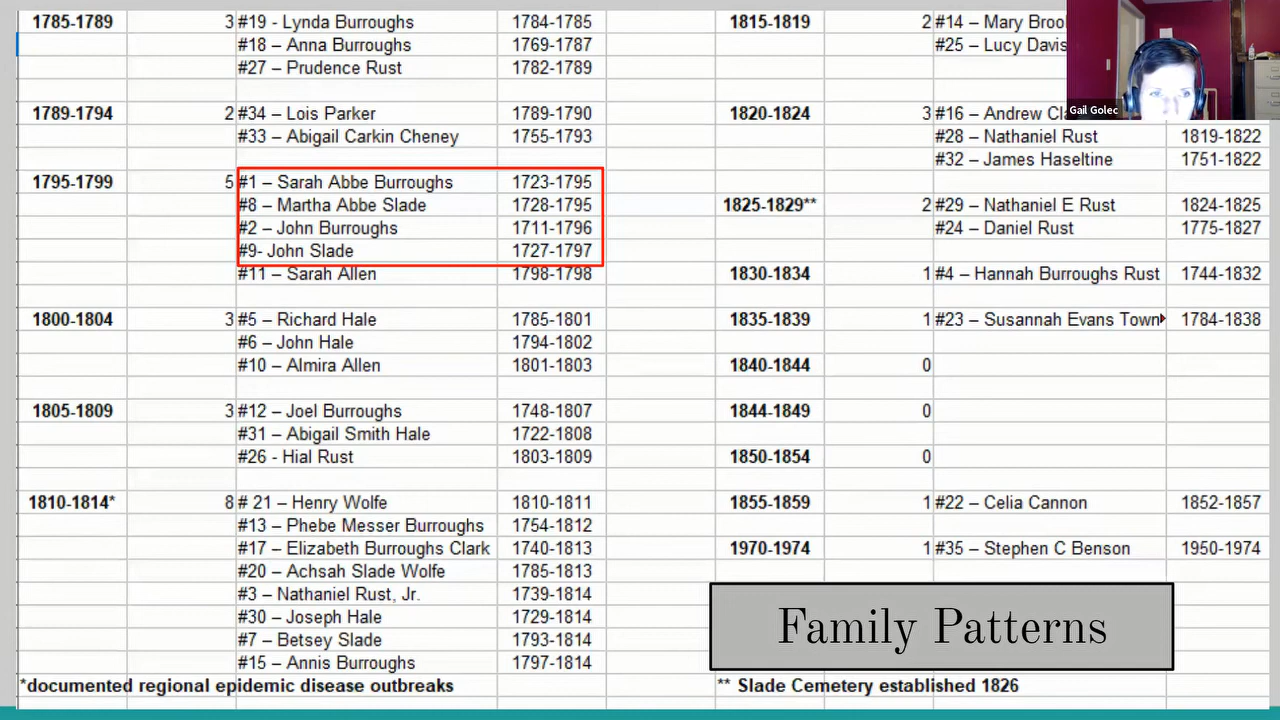 1785-1789 3 #19 - Lynda Burroughs 1784-1785
#18 – Anna Burroughs 1769-1787
#27 – Prudence Rust 1782-1789
1789-1794 2 #34 – Lois Parker 1789-1790
#33 – Abigail Carkin Cheney 1755-1793
1795-1799 5 #1 – Sarah Abbe Burroughs 1723-1795
#8 – Martha Abbe Slade 1728-1795
#2 – John Burroughs 1711-1796
#9- John Slade 1727-1797
#11 – Sarah Allen 1798-1798
1800-1804 3 #5 – Richard Hale 1785-1801
#6 – John Hale 1794-1802
#10 – Almira Allen 1801-1803
1805-1809 3 #12 – Joel Burroughs 1748-1807
#31 – Abigail Smith Hale 1722-1808
#26 - Hial Rust 1803-1809
1810-1814* 8 # 21 – Henry Wolfe 1810-1811
#13 – Phebe Messer Burroughs 1754-1812
#17 – Elizabeth Burroughs Clark 1740-1813
#20 – Achsah Slade Wolfe 1785-1813
#3 – Nathaniel Rust, Jr. 1739-1814
#30 – Joseph Hale 1729-1814
#7 – Betsey Slade 1793-1814
#15 – Annis Burroughs 1797-1814
*documented regional epidemic disease outbreaks
1815-1819 2 #14 – Mary
#25 – Lucy Davis
Gail Golec
1820-1824 3 #16 – Andrew
#28 – Nathaniel Rust 1819-1822
#32 – James Haseltine 1751-1822
1825-1829** 2 #29 – Nathaniel E Rust 1824-1825
#24 – Daniel Rust 1775-1827
1830-1834 1 #4 – Hannah Burroughs Rust 1744-1832
1835-1839 1 #23 – Susannah Evans Town 1784-1838
1840-1844 0
1844-1849 0
1850-1854 0
1855-1859 1 #22 – Celia Cannon 1852-1857
1970-1974 1 #35 – Stephen C Benson 1950-1974
Family Patterns
** Slade Cemetery established 1826